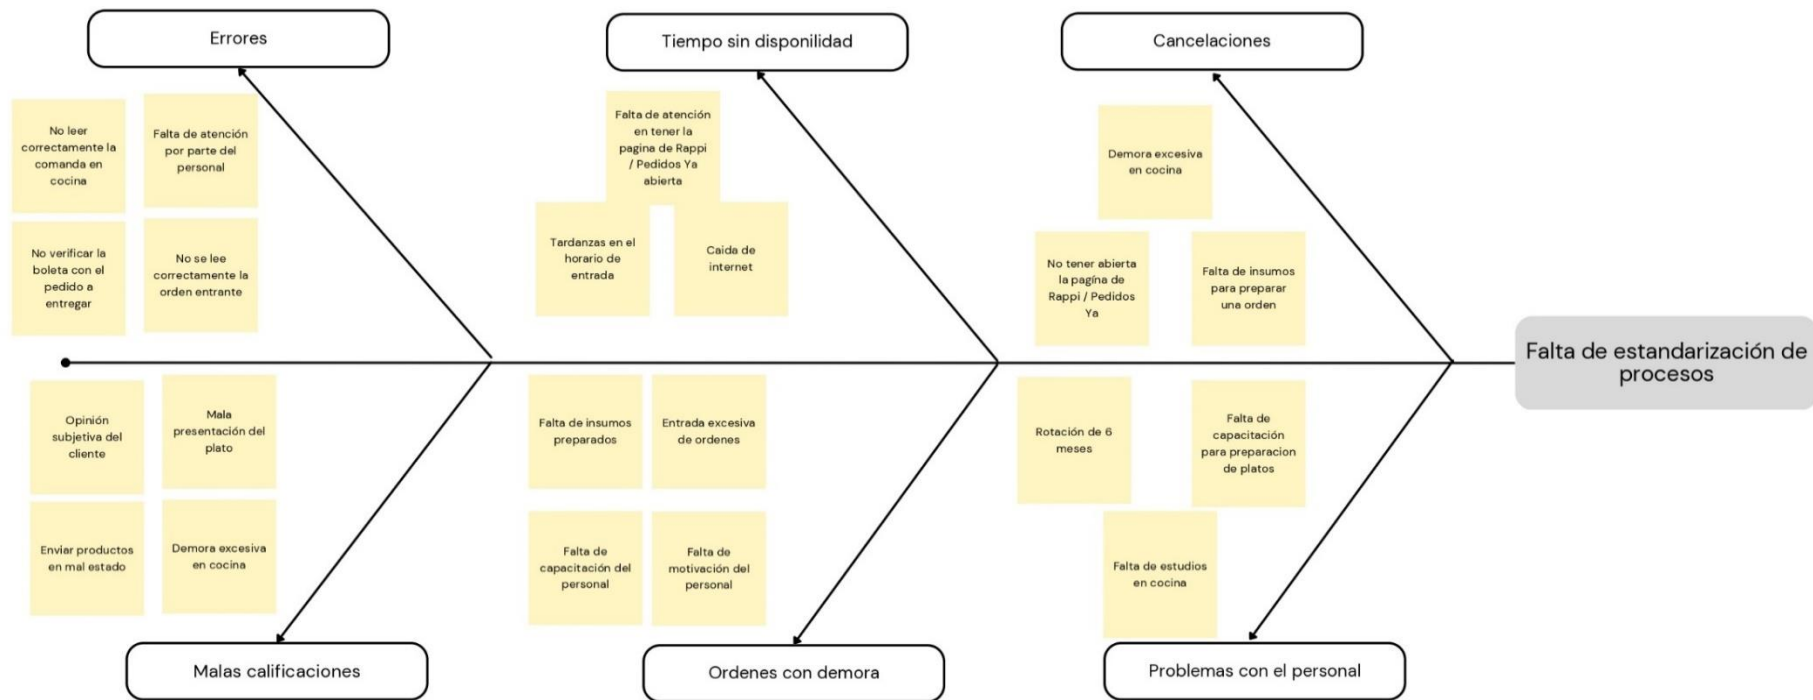 Errores
Tiempo sin disponilidad
Cancelaciones
No leer
correctamente la
comanda en
cocina
Falta de atención
por parte del
personal
No verificar la
boleta con el
pedido a
entregar
No se lee
correctamente la
orden entrante
Falta de atención
en tener la
pagina de Rappi
/ Pedidos Ya
abierta
Tardanzas en el
horario de
entrada
Caida de
internet
Demora excesiva
en cocina
No tener abierta
la pagína de
Rappi / Pedidos
Ya
Falta de insumos
para preparar
una orden
Falta de estandarización de
procesos
Opinión
subjetiva del
cliente
Mala
presentación del
plato
Enviar productos
en mal estado
Demora excesiva
en cocina
Falta de insumos
preparados
Entrada excesiva
de ordenes
Falta de
capacitación del
personal
Falta de
motivación del
personal
Rotación de 6
meses
Falta de
capacitación
para preparacion
de platos
Falta de estudios
en cocina
Malas calificaciones
Ordenes con demora
Problemas con el personal